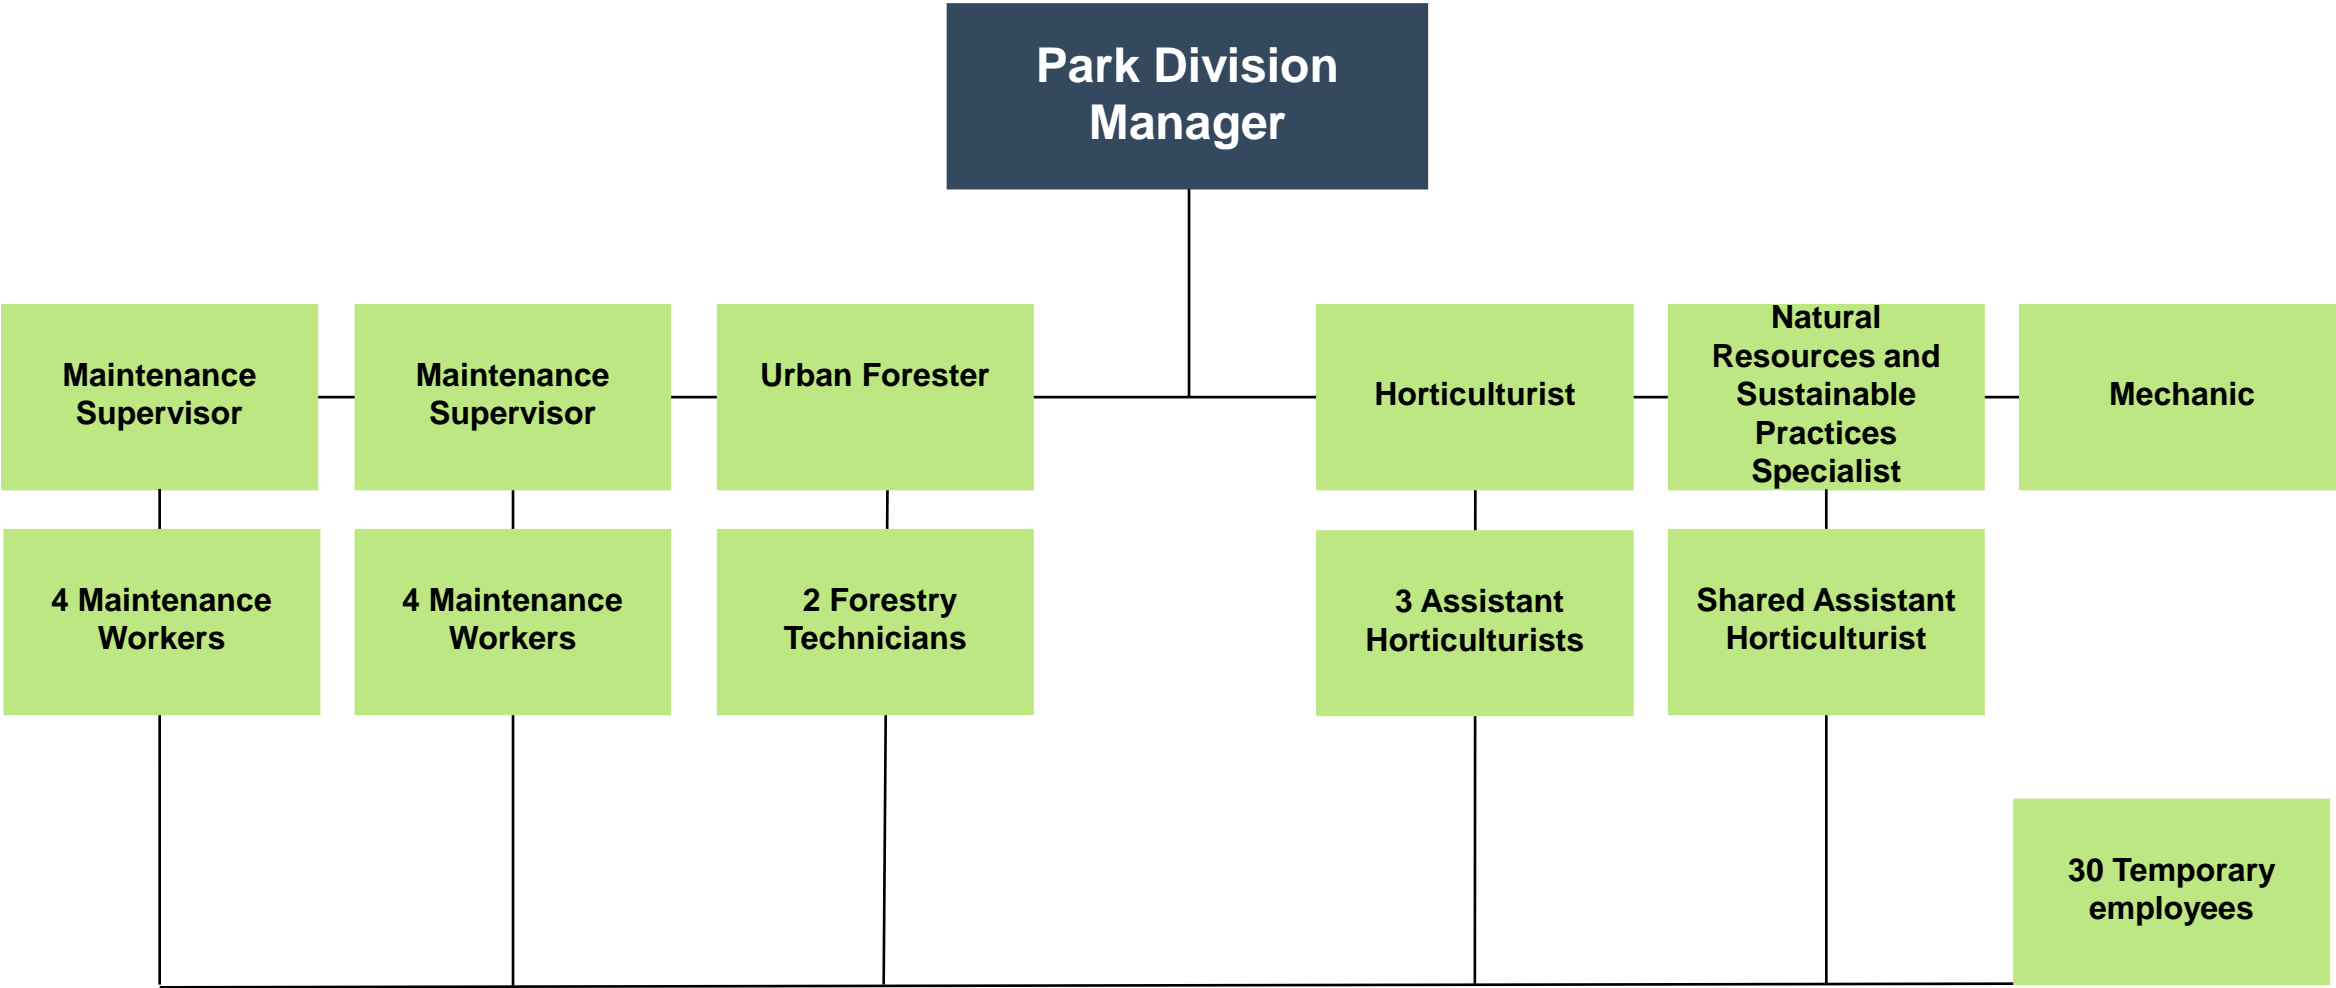 Park Division
Manager
Maintenance
Supervisor
Maintenance
Supervisor
Urban Forester
Horticulturist
Natural
Resources and
Sustainable
Practices
Specialist
Mechanic
4 Maintenance
Workers
4 Maintenance
Workers
2 Forestry
Technicians
3 Assistant
Horticulturists
Shared Assistant
Horticulturist
30 Temporary
employees